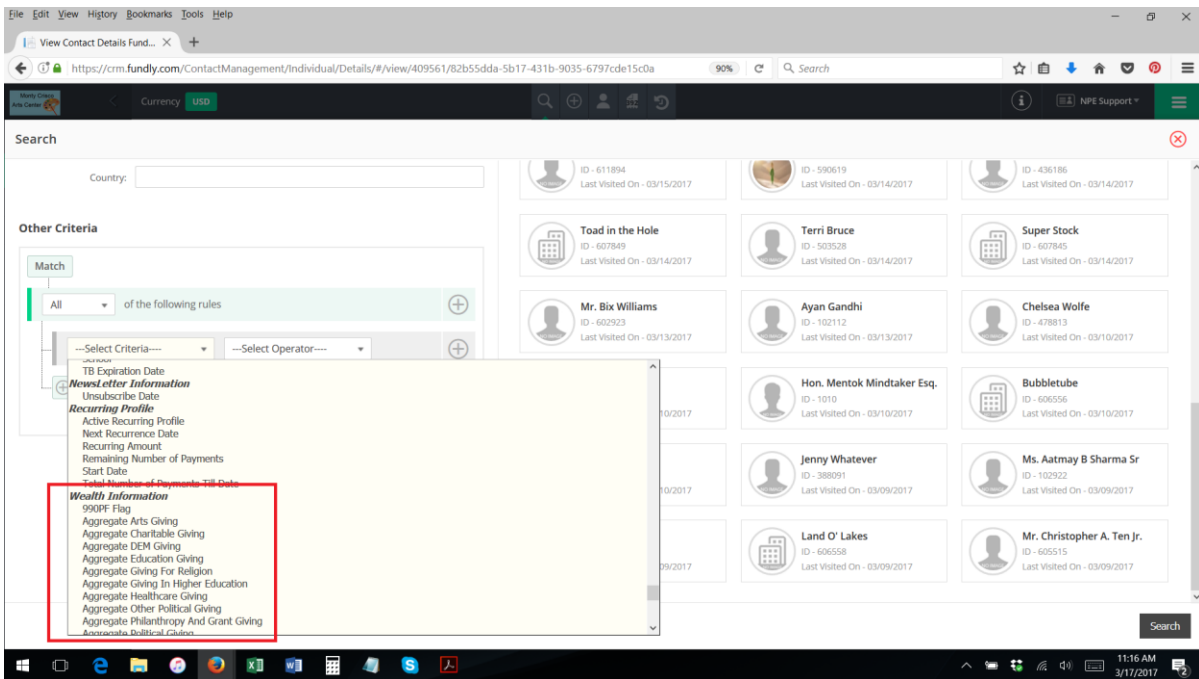 File Edit View History Bookmarks Tools Help
View Contact Details Fund...
https://crm.fundly.com/ContactManagement/Individual/Details/#/view/409561/82b55dda-5b17-431b-9035-6797cde15c0a
90%
Search
Monty Crisco
Arts Center
Currency USD
NPE Support
Search
Country:
ID - 611894
Last Visited On - 03/15/2017
ID - 590619
Last Visited On - 03/14/2017
ID - 436186
Last Visited On - 03/14/2017
Other Criteria
Match
All of the following rules
---Select Criteria---- ---Select Operator----
School
TB Expiration Date
NewsLetter Information
Unsubscribe Date
Recurring Profile
Active Recurring Profile
Next Recurrence Date
Recurring Amount
Remaining Number of Payments
Start Date
Total Number of Payments Till Date
Wealth Information
990PF Flag
Aggregate Arts Giving
Aggregate Charitable Giving
Aggregate DEM Giving
Aggregate Education Giving
Aggregate Giving For Religion
Aggregate Giving In Higher Education
Aggregate Healthcare Giving
Aggregate Other Political Giving
Aggregate Philanthropy And Grant Giving
Aggregate Political Giving
Toad in the Hole
ID - 607849
Last Visited On - 03/14/2017
Terri Bruce
ID - 503528
Last Visited On - 03/14/2017
Super Stock
ID - 607845
Last Visited On - 03/14/2017
Mr. Bix Williams
ID - 602923
Last Visited On - 03/13/2017
Ayan Gandhi
ID - 102112
Last Visited On - 03/13/2017
Chelsea Wolfe
ID - 478813
Last Visited On - 03/10/2017
10/2017
Hon. Mentok Mindtaker Esq.
ID - 1010
Last Visited On - 03/10/2017
Bubbletube
ID - 606556
Last Visited On - 03/10/2017
10/2017
Jenny Whatever
ID - 388091
Last Visited On - 03/09/2017
Ms. Aatmay B Sharma Sr
ID - 102922
Last Visited On - 03/09/2017
09/2017
Land O' Lakes
ID - 606558
Last Visited On - 03/09/2017
Mr. Christopher A. Ten Jr.
ID - 605515
Last Visited On - 03/09/2017
Search
11:16 AM
3/17/2017